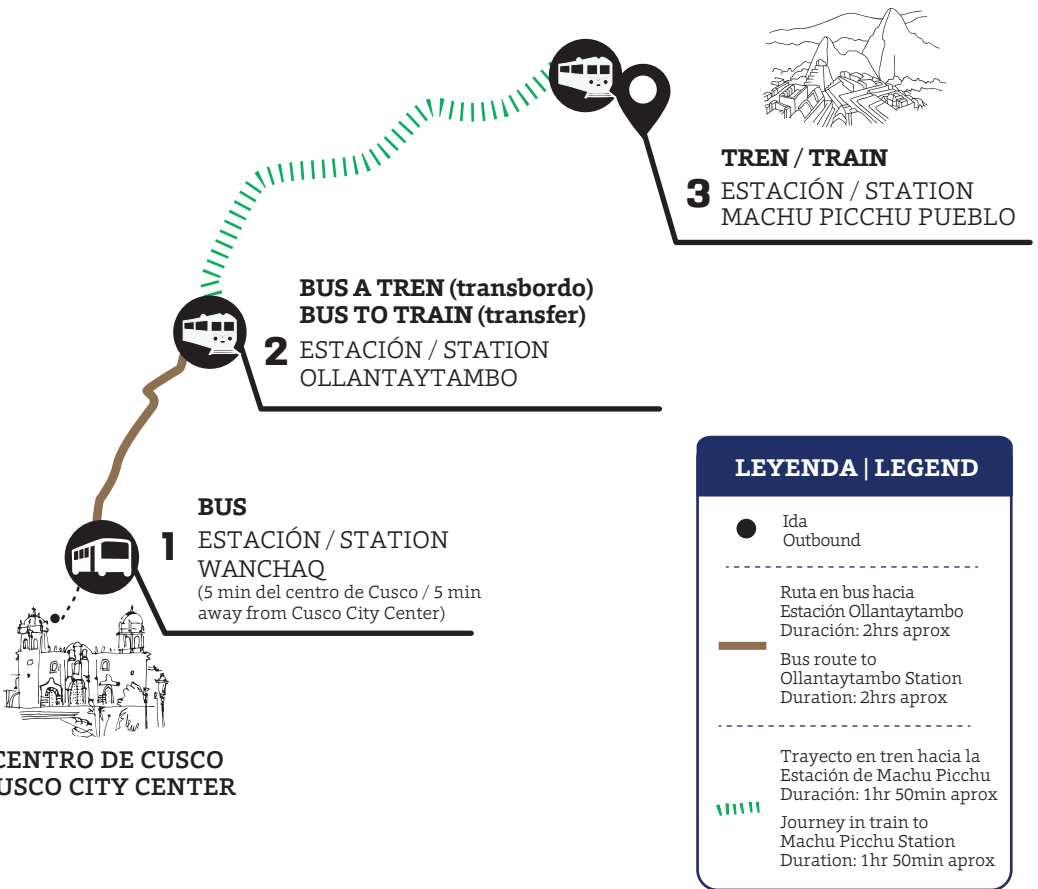 TREN / TRAIN
3 ESTACIÓN / STATION
MACHU PICCHU PUEBLO
BUS A TREN (transbordo)
BUS TO TRAIN (transfer)
2 ESTACIÓN / STATION
OLLANTAYTAMBO
BUS
1 ESTACIÓN / STATION
WANCHAQ
(5 min del centro de Cusco / 5 min
away from Cusco City Center)
CENTRO DE CUSCO
USCO CITY CENTER
LEYENDA | LEGEND
Ida
Outbound
Ruta en bus hacia
Estación Ollantaytambo
Duración: 2hrs aprox
Bus route to
Ollantaytambo Station
Duration: 2hrs aprox
Trayecto en tren hacia la
Estación de Machu Picchu
Duración: 1hr 50min aprox
Journey in train to
Machu Picchu Station
Duration: 1hr 50min aprox